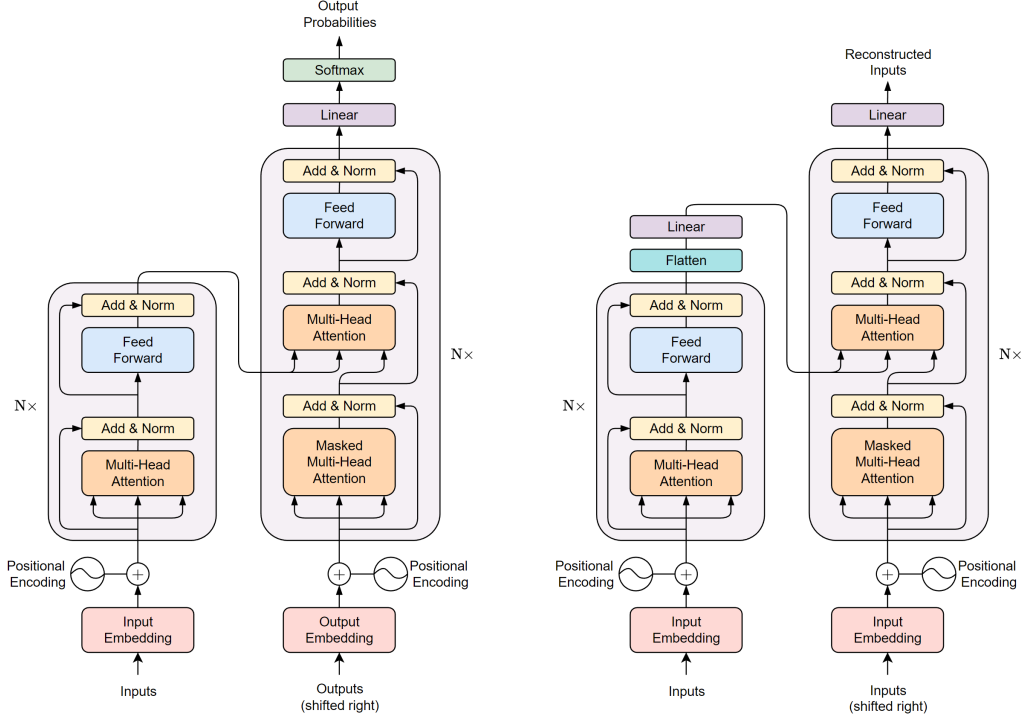 Output
Probabilities
Softmax
Linear
Add & Norm
Feed
Forward
Add & Norm
Multi-Head
Attention
Add & Norm
Masked
Multi-Head
Attention
N×
Add & Norm
Feed
Forward
Add & Norm
Multi-Head
Attention
N×
Positional
Encoding
Input
Embedding
Inputs
Positional
Encoding
Output
Embedding
Outputs
(shifted right)
Reconstructed
Inputs
Linear
Add & Norm
Feed
Forward
Add & Norm
Multi-Head
Attention
Add & Norm
Masked
Multi-Head
Attention
N×
Linear
Flatten
Add & Norm
Feed
Forward
Add & Norm
Multi-Head
Attention
N×
Positional
Encoding
Input
Embedding
Inputs
Positional
Encoding
Input
Embedding
Inputs
(shifted right)